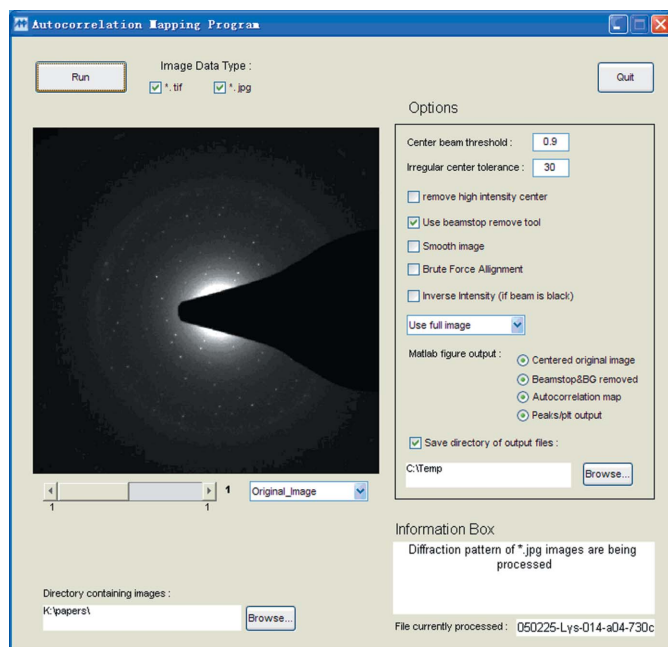 Autocorrelation Mapping Program
Run
Image Data Type :
*.tif
*.jpg
Quit
Options
Center beam threshold :
0.9
Irregular center tolerance :
30
remove high intensity center
Use beamstop remove tool
Smooth image
Brute Force Allignment
Inverse Intensity (if beam is black)
Use full image
Matlab figure output :
Centered original image
Beamstop&BG removed
Autocorrelation map
Peaks/plt output
Save directory of output files :
C:\Temp
Browse...
1
Original_Image
1
1
Information Box
Diffraction pattern of *.jpg images are being
processed
Directory containing images :
K:\papers\
Browse...
File currently processed :
050225-Lys-014-a04-730c